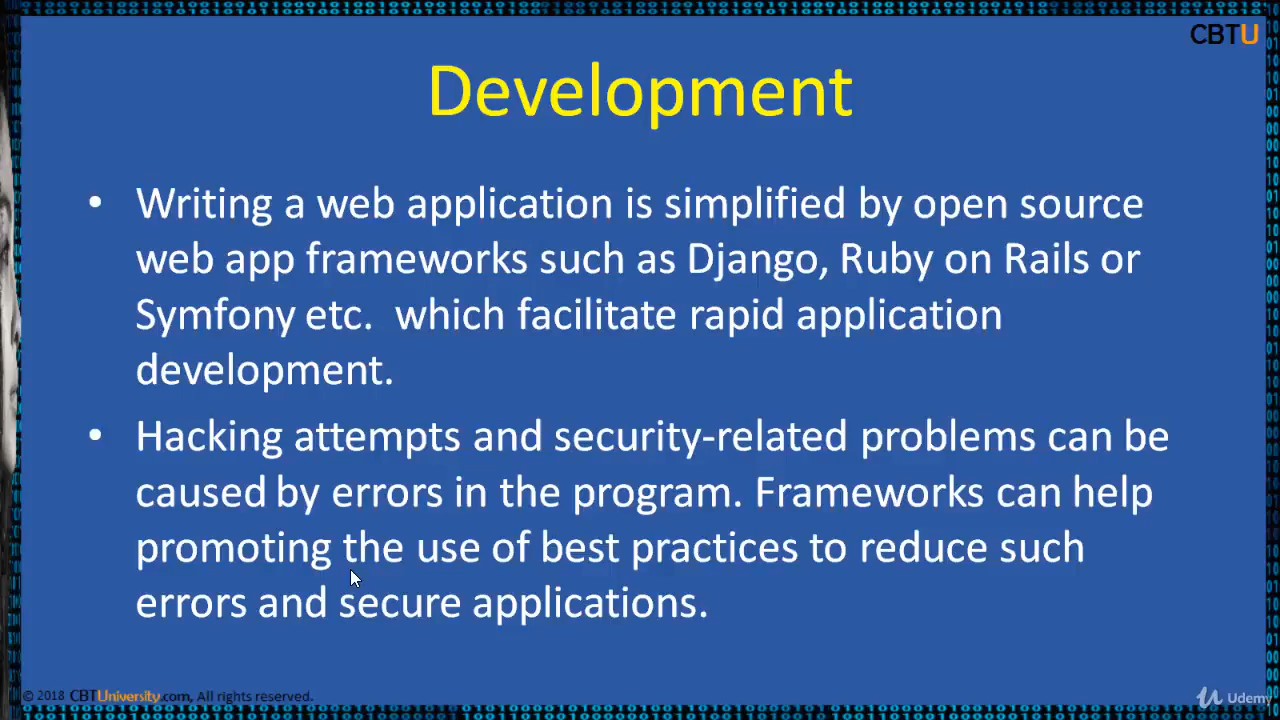 CBTU
Development
• Writing a web application is simplified by open source
web app frameworks such as Django, Ruby on Rails or
Symfony etc.  which facilitate rapid application
development.
• Hacking attempts and security-related problems can be
caused by errors in the program. Frameworks can help
promoting the use of best practices to reduce such
errors and secure applications.
© 2018 CBTUniversity.com, All rights reserved.
Udemy